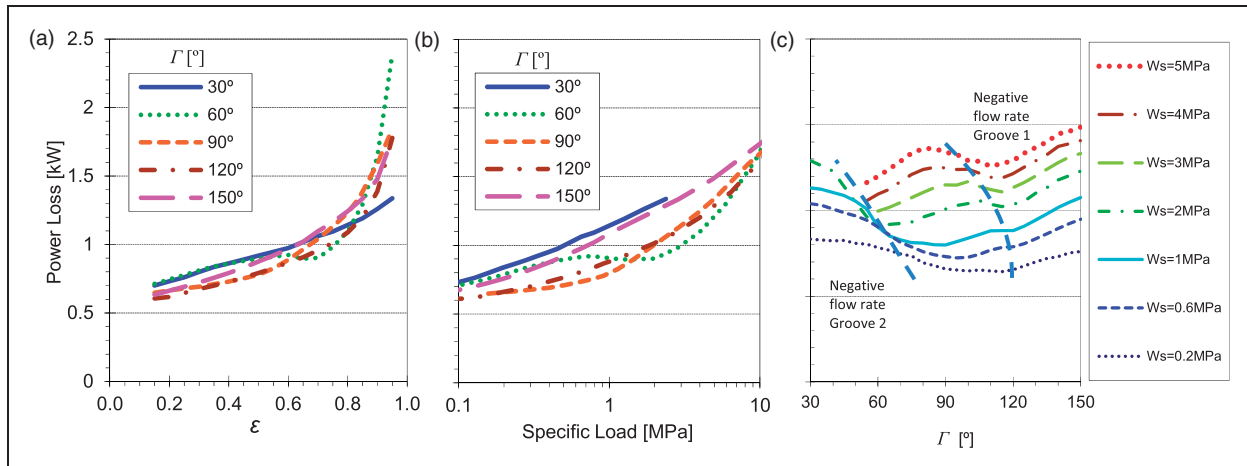 (a)
2.5
2
1.5
1
0.5
0
Power Loss [kW]
Γ [º]
30º
60º
90º
120º
150º
0.0
0.2
0.4
0.6
0.8
1.0
ε
(b)
Γ [º]
30º
60º
90º
120º
150º
0.1
1
10
Specific Load [MPa]
(c)
Negative
flow rate
Groove 1
Negative
flow rate
Groove 2
30
60
90
120
150
Γ [º]
Ws=5MPa
Ws=4MPa
Ws=3MPa
Ws=2MPa
Ws=1MPa
Ws=0.6MPa
Ws=0.2MPa